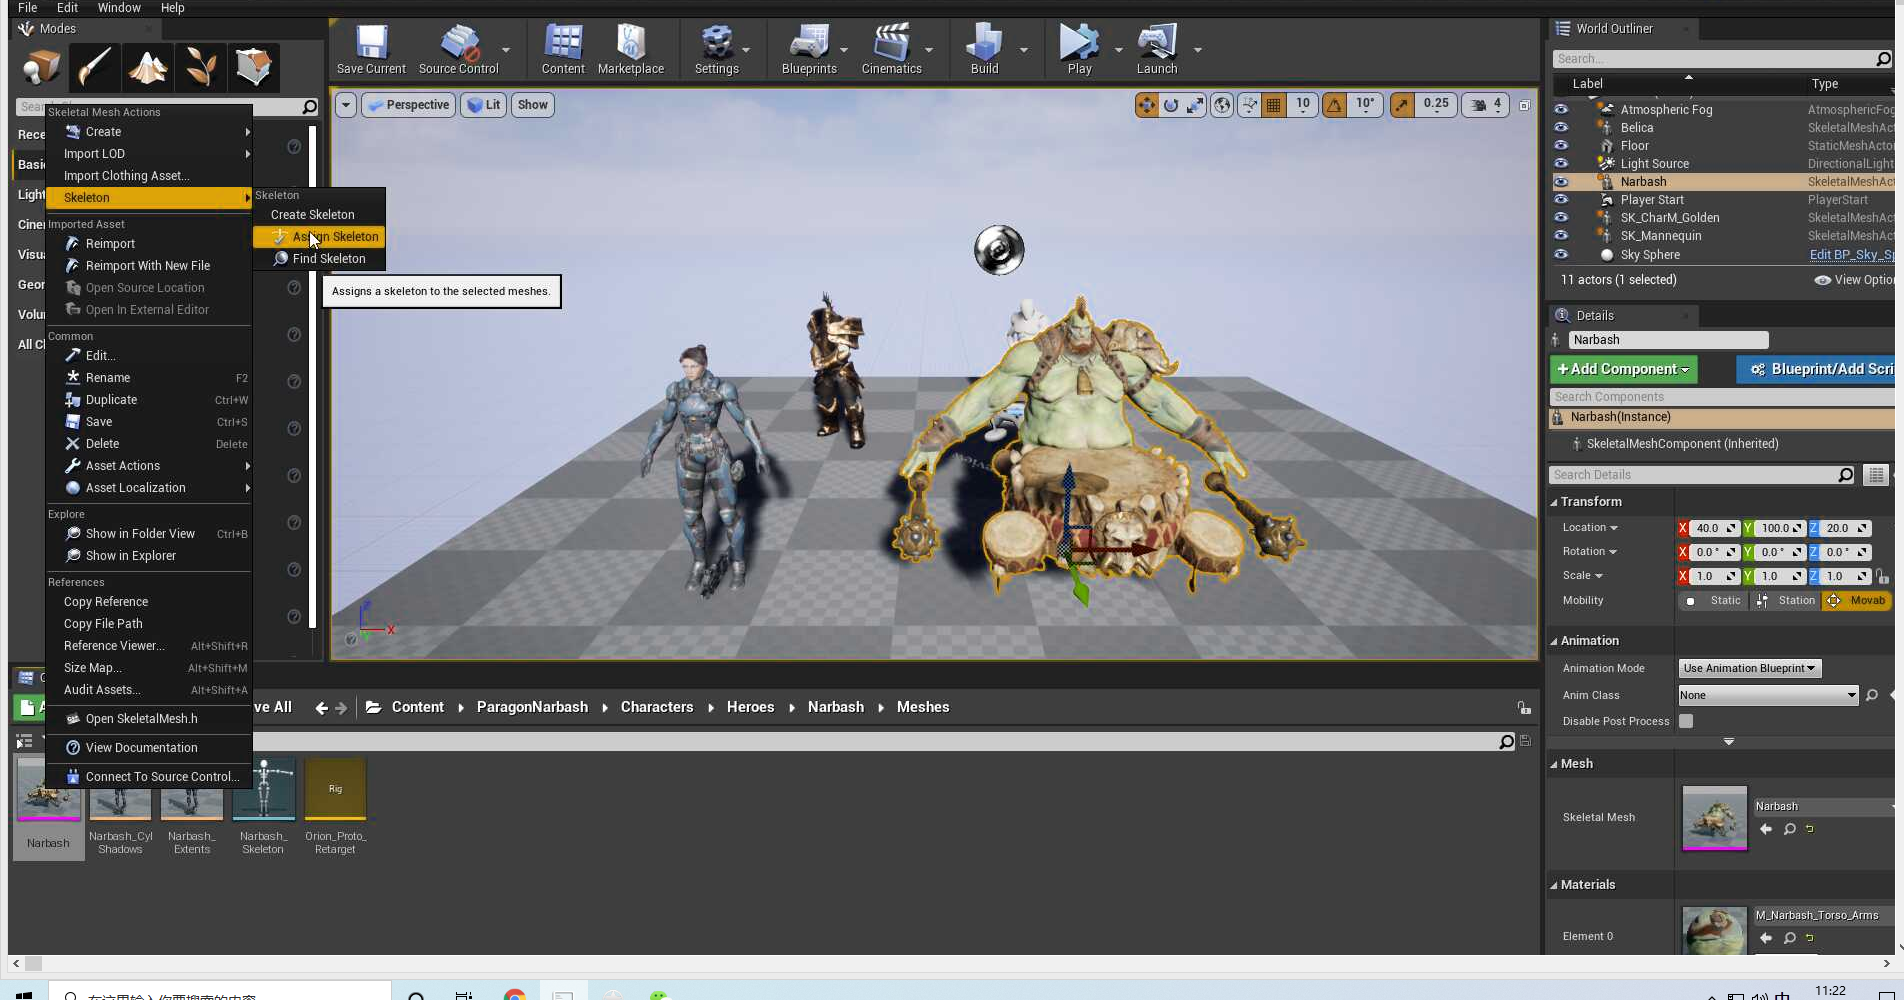 File Edit Window Help
Modes
Save Current
Source Control
Content
Marketplace
Settings
Blueprints
Cinematics
Build
Play
Launch
Perspective
Lit
Show
10
10°
0.25
4
Skeletal Mesh Actions
Create
Import LOD
Import Clothing Asset...
Skeleton
Imported Asset
Reimport
Reimport With New File
Open Source Location
Open In External Editor
Common
Edit...
Rename F2
Duplicate Ctrl+W
Save Ctrl+S
Delete Delete
Asset Actions
Asset Localization
Explore
Show in Folder View Ctrl+B
Show in Explorer
References
Copy Reference
Copy File Path
Reference Viewer... Alt+Shift+R
Size Map... Alt+Shift+M
Audit Assets... Alt+Shift+A
Open SkeletalMesh.h
View Documentation
Connect To Source Control...
Skeleton
Create Skeleton
Assign Skeleton
Find Skeleton
Assigns a skeleton to the selected meshes.
Sea
Rece
Basi
Light
Cine
Visu
Geo
Volu
All C
X
ve All
Content ParagonNarbash Characters Heroes Narbash Meshes
Narbash
Narbash_Cyl
Shadows
Narbash_
Extents
Narbash_
Skeleton
Rig
Orion_Proto_
Retarget
World Outliner
Search...
Label Type
Atmospheric Fog AtmosphericFo
Belica SkeletalMeshAct
Floor StaticMeshActo
Light Source DirectionalLight
Narbash SkeletalMeshAct
Player Start PlayerStart
SK_CharM_Golden SkeletalMeshAct
SK_Mannequin SkeletalMeshAct
Sky Sphere Edit BP_Sky_Sp
11 actors (1 selected) View Optio
Details
Narbash
+ Add Component
Blueprint/Add Scri
Search Components
Narbash(Instance)
SkeletalMeshComponent (Inherited)
Search Details
Transform
Location X 40.0 Y 100.0 Z 20.0
Rotation X 0.0 ° Y 0.0 ° Z 0.0 °
Scale X 1.0 Y 1.0 Z 1.0
Mobility Static Station Movab
Animation
Animation Mode Use Animation Blueprint
Anim Class None
Disable Post Process
Mesh
Skeletal Mesh Narbash
Materials
Element 0 M_Narbash_Torso_Arms
在这里输入你要搜索的内容
中
11:22